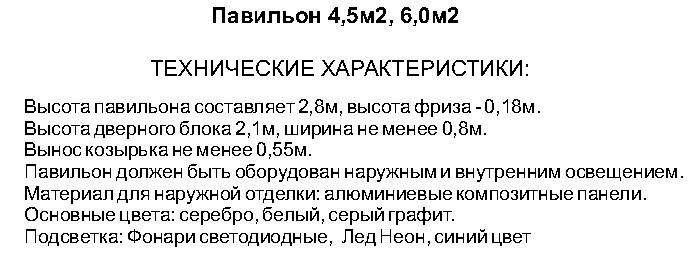 Павильон 4,5м2, 6,0м2
ТЕХНИЧЕСКИЕ ХАРАКТЕРИСТИКИ:
Высота павильона составляет 2,8м, высота фриза - 0,18м.
Высота дверного блока 2,1м, ширина не менее 0,8м.
Вынос козырька не менее 0,55м.
Павильон должен быть оборудован наружным и внутренним освещением.
Материал для наружной отделки: алюминиевые композитные панели.
Основные цвета: серебро, белый, серый графит.
Подсветка: Фонари светодиодные, Лед Неон, синий цвет